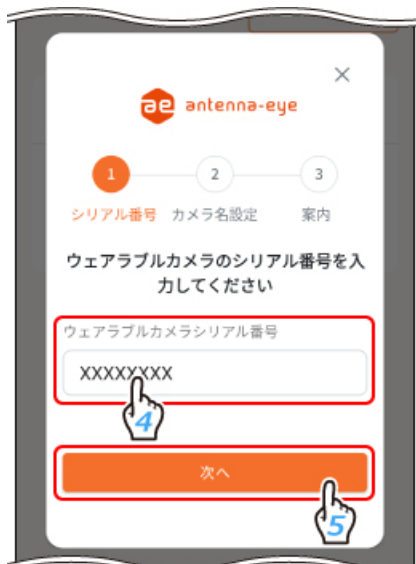 ×
ae antenna-eye
1 2 3
シリアル番号 カメラ名設定 案内
ウェアラブルカメラのシリアル番号を入
力してください
ウェアラブルカメラシリアル番号
XXXXXXXX
4
次へ
5